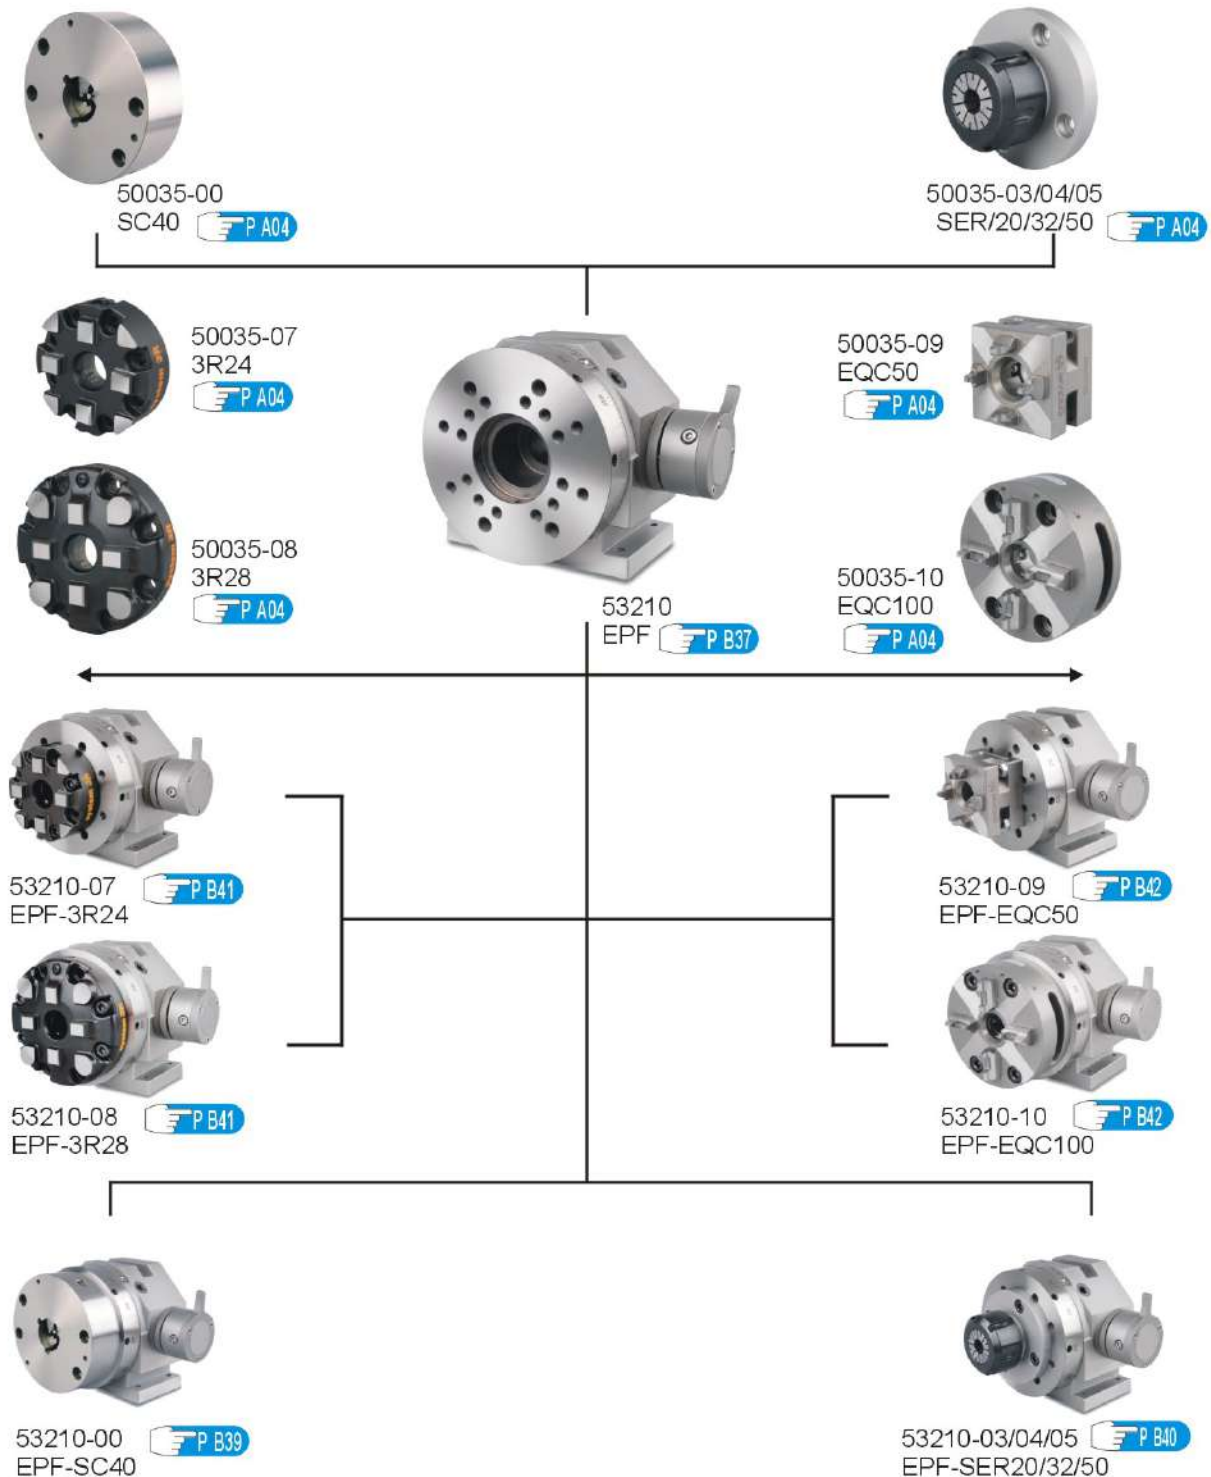 50035-00
SC40 P A04
50035-03/04/05
SER/20/32/50 P A04
50035-07
3R24
P A04
50035-09
EQC50
P A04
50035-08
3R28
P A04
50035-10
EQC100
P A04
53210
EPF P B37
53210-07 P B41
EPF-3R24
53210-09 P B42
EPF-EQC50
53210-08 P B41
EPF-3R28
53210-10 P B42
EPF-EQC100
53210-00 P B39
EPF-SC40
53210-03/04/05 P B40
EPF-SER20/32/50